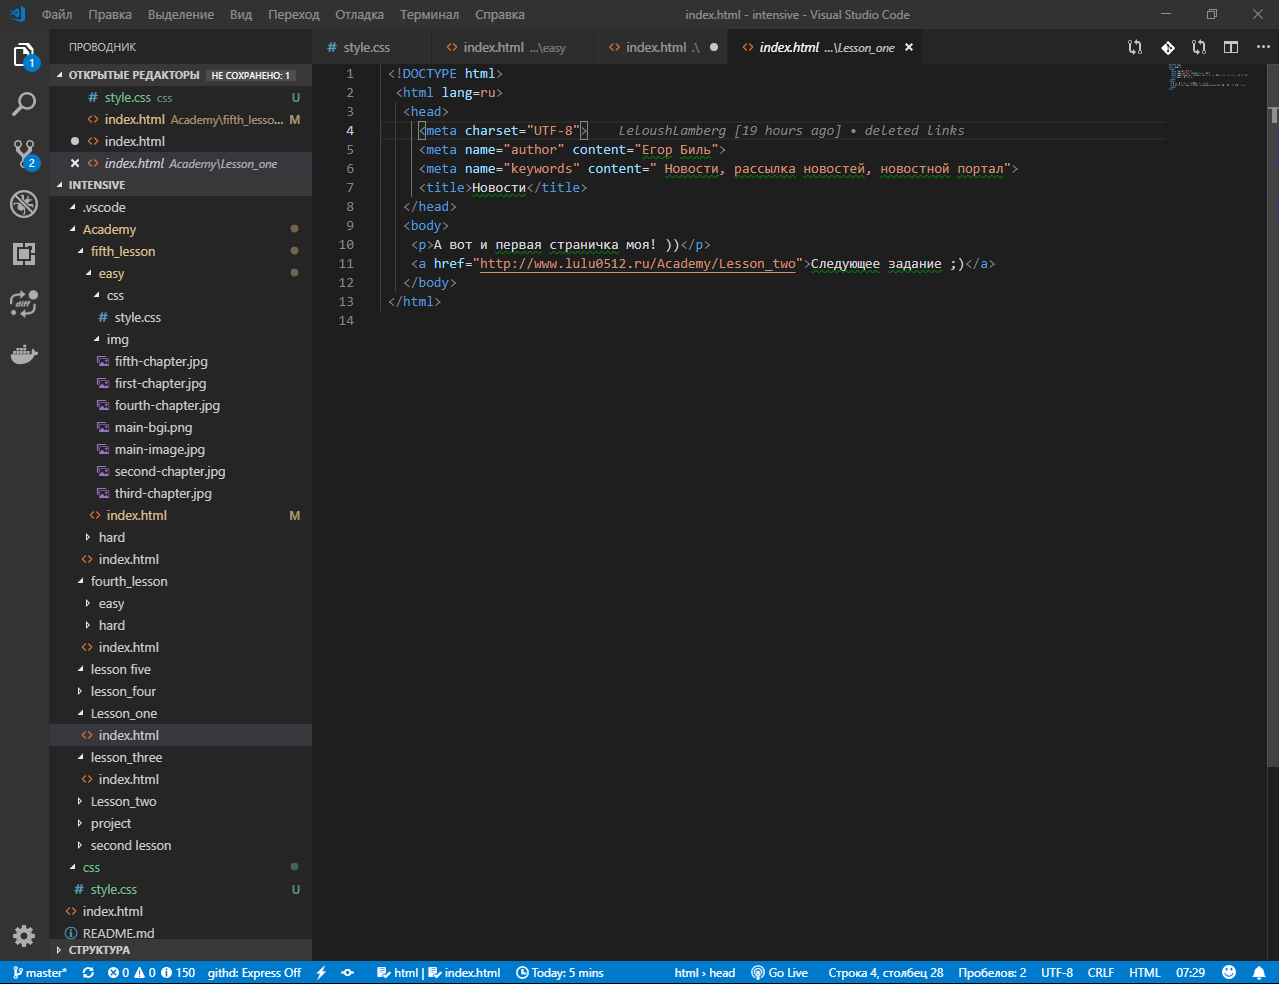 Файл Правка Выделение Вид Переход Отладка Терминал Справка index.html - intensive - Visual Studio Code
ПРОВОДНИК
style.css index.html ...\easy index.html .\ index.html ...\Lesson_one
1
ОТКРЫТЫЕ РЕДАКТОРЫ НЕ СОХРАНЕНО: 1
# style.css css U
index.html Academy\fifth_lesso... M
index.html
index.html Academy\Lesson_one
2
INTENSIVE
.vscode
Academy
fifth_lesson
easy
css
# style.css
img
fifth-chapter.jpg
first-chapter.jpg
fourth-chapter.jpg
main-bgi.png
main-image.jpg
second-chapter.jpg
third-chapter.jpg
index.html M
hard
index.html
fourth_lesson
easy
hard
index.html
lesson five
lesson_four
Lesson_one
index.html
lesson_three
index.html
Lesson_two
project
second lesson
css
# style.css U
index.html
README.md
СТРУКТУРА
diff
1 <!DOCTYPE html>
2 <html lang=ru>
3 <head>
4 <meta charset="UTF-8"> LeloushLamberg [19 hours ago] • deleted links
5 <meta name="author" content="Егор Биль">
6 <meta name="keywords" content=" Новости, рассылка новостей, новостной портал">
7 <title>Новости</title>
8 </head>
9 <body>
10 <p>А вот и первая страничка моя! ))</p>
11 <a href="http://www.lulu0512.ru/Academy/Lesson_two">Следующее задание ;)</a>
12 </body>
13 </html>
14
master* 0 0 150 githd: Express Off html | index.html Today: 5 mins html › head Go Live Строка 4, столбец 28 Пробелов: 2 UTF-8 CRLF HTML 07:29